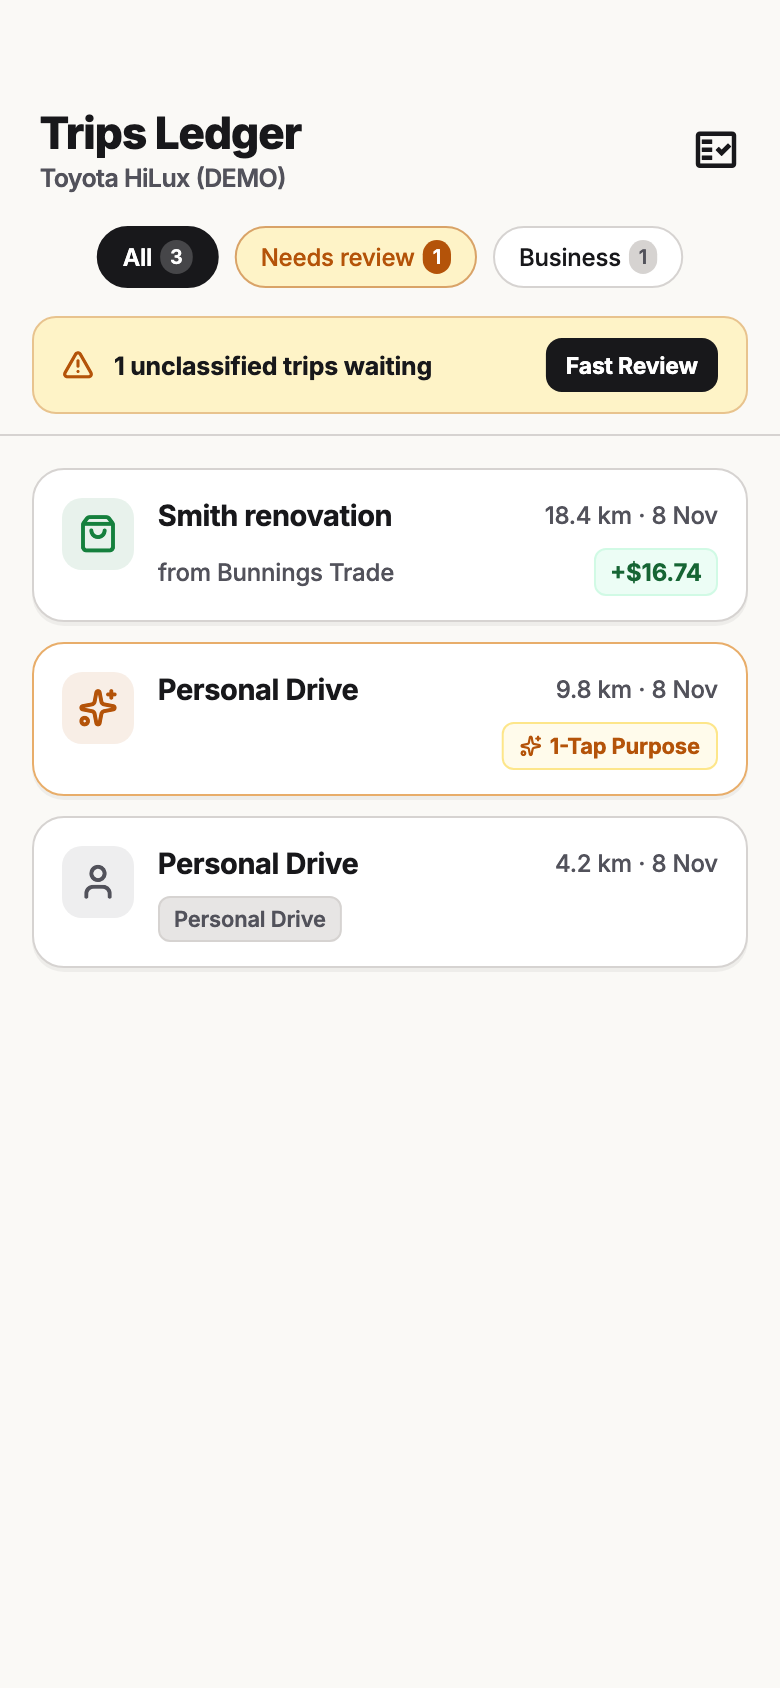 Trips Ledger
Toyota HiLux (DEMO)
All 3
Needs review 1
Business 1
1 unclassified trips waiting
Fast Review
Smith renovation
18.4 km · 8 Nov
from Bunnings Trade
+$16.74
Personal Drive
9.8 km · 8 Nov
1-Tap Purpose
Personal Drive
4.2 km · 8 Nov
Personal Drive